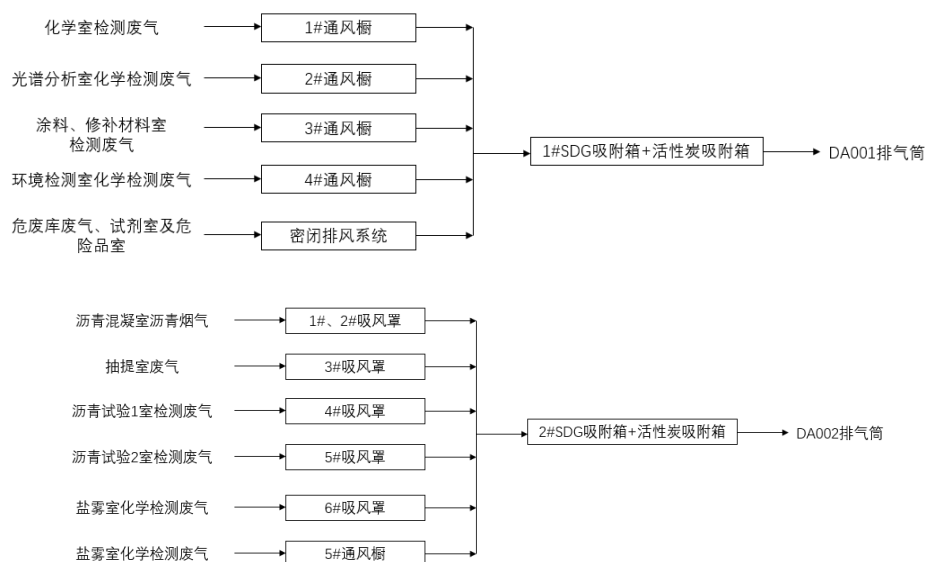 化学室检测废气
1#通风橱
光谱分析室化学检测废气
2#通风橱
涂料、修补材料室
检测废气
3#通风橱
1#SDG吸附箱+活性炭吸附箱
DA001排气筒
环境检测室化学检测废气
4#通风橱
危废库废气、试剂室及危
险品室
密闭排风系统
沥青混凝室沥青烟气
1#、2#吸风罩
抽提室废气
3#吸风罩
沥青试验1室检测废气
4#吸风罩
2#SDG吸附箱+活性炭吸附箱
DA002排气筒
沥青试验2室检测废气
5#吸风罩
盐雾室化学检测废气
6#吸风罩
盐雾室化学检测废气
5#通风橱